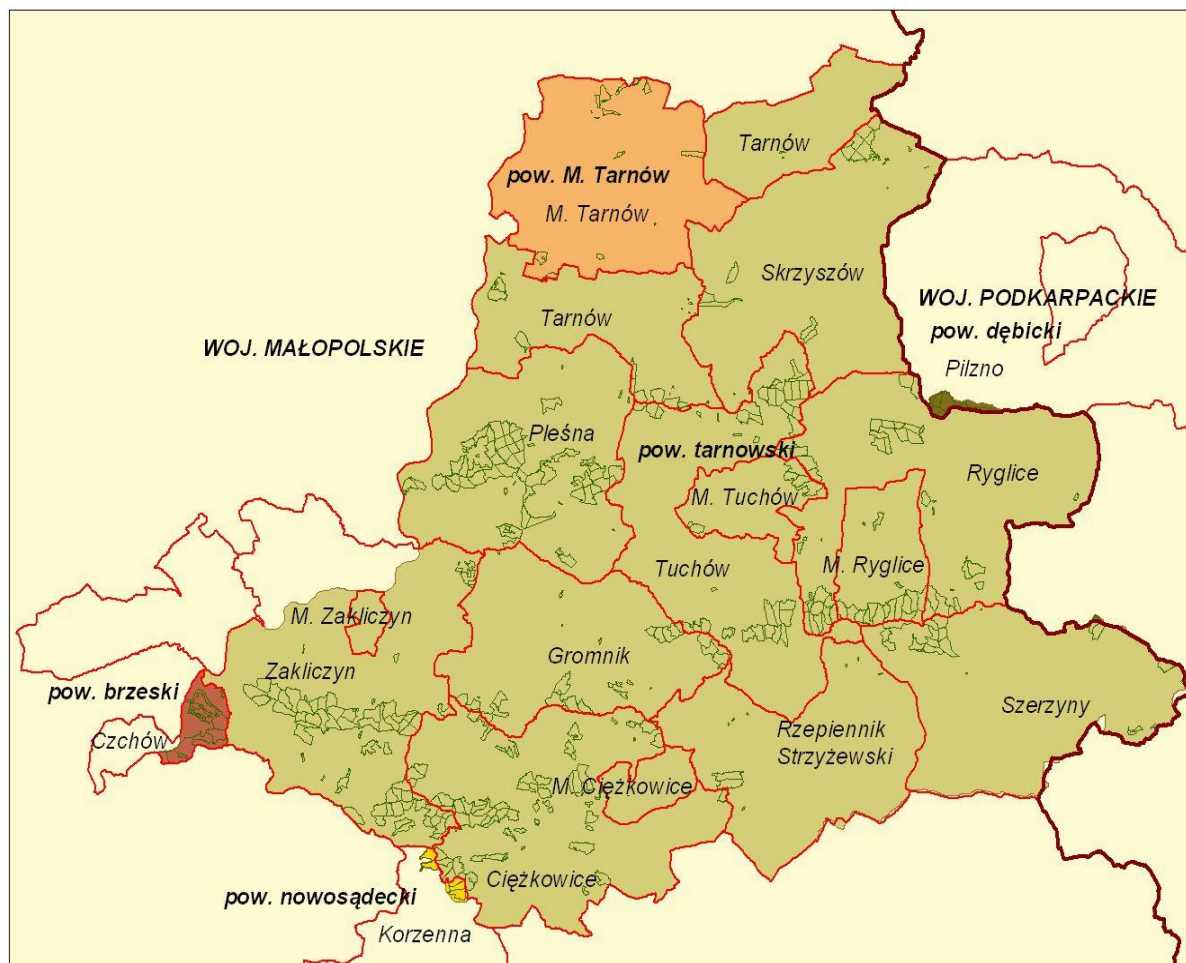 Tarnów
pow. M. Tarnów
M. Tarnów
Skrzyszów
WOJ. PODKARPACKIE
pow. dębicki
Pilzno
Tarnów
WOJ. MAŁOPOLSKIE
Pleśna
pow. tarnowski
Ryglice
M. Tuchów
Tuchów
M. Ryglice
M. Zakliczyn
Zakliczyn
Gromnik
pow. brzeski
Czchów
Szerzyny
Rzepiennik
Strzyżewski
M. Ciężkowice
Ciężkowice
pow. nowosądecki
Korzenna